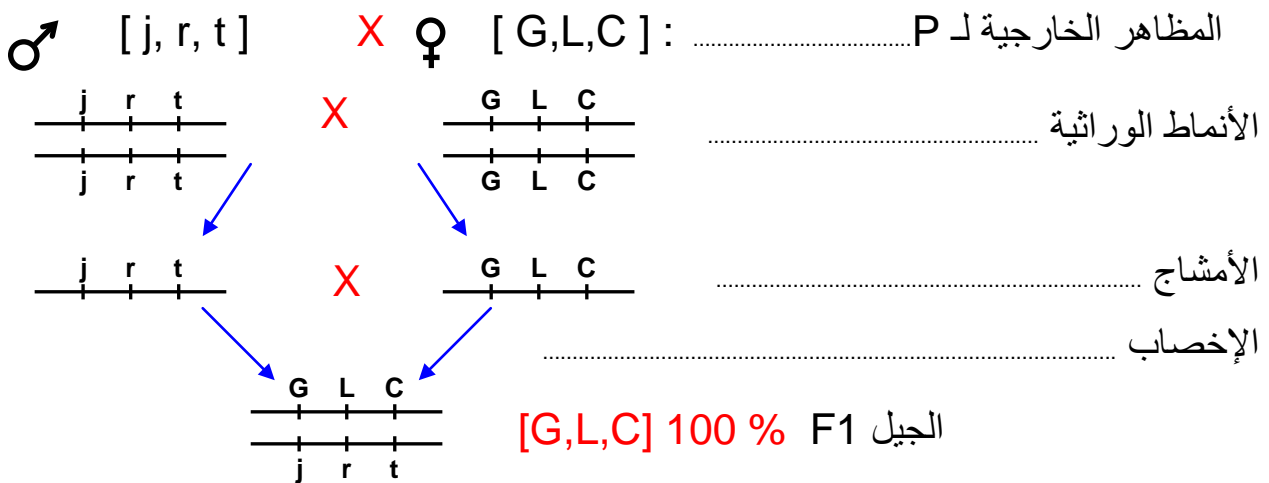 المظاهر الخارجية لـ P.................................. : [ G,L,C ] ♀ X [ j, r, t ] ♂
j r t G L C
الأنماط الوراثية .................................................... X
j r t G L C
j r t G L C
الأمشاج .................................................................... X
الإخصاب ..........................................................................................
G L C
الجيل F1 [G,L,C] 100 %
j r t